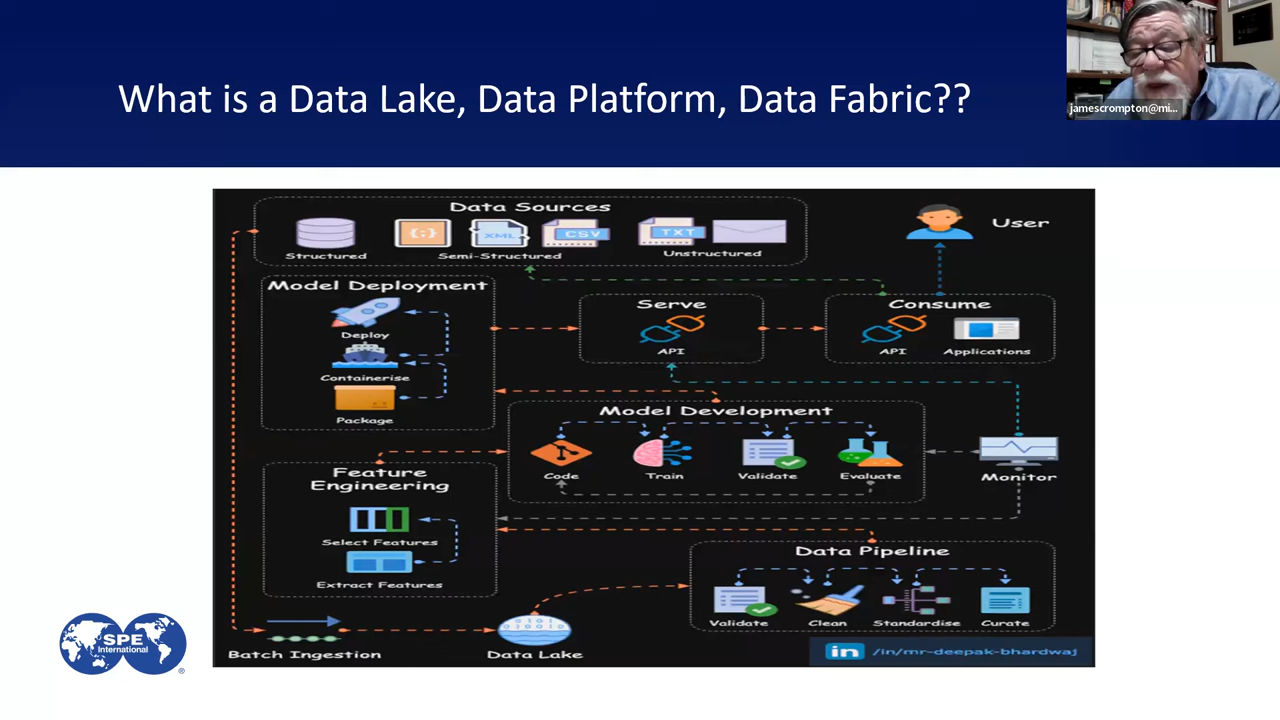 What is a Data Lake, Data Platform, Data Fabric??
jamescrompton@mi...
Data Sources
{:}
XML
CSV
TXT
Structured
Semi-Structured
Unstructured
User
Model Deployment
Deploy
Containerise
Package
Serve
API
Consume
API
Applications
Model Development
Code
Train
Validate
Evaluate
Monitor
Feature
Engineering
Select Features
Extract Features
Data Pipeline
Validate
Clean
Standardise
Curate
Batch Ingestion
Data Lake
in /in/mr-deepak-bhardwaj
SPE
International
®